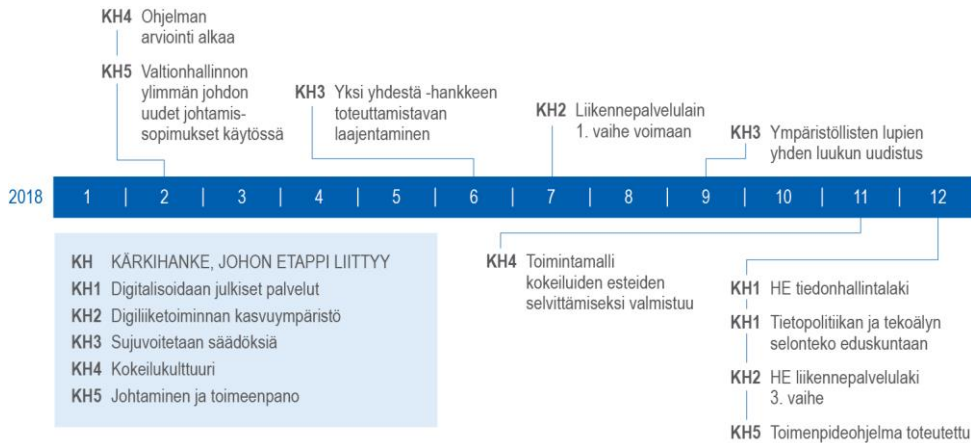 KH4 Ohjelman
arviointi alkaa
KH5 Valtionhallinnon
ylimmän johdon
uudet johtamis-
sopimukset käytössä
KH3 Yksi yhdestä -hankkeen
toteuttamistavan
laajentaminen
KH2 Liikennepalvelulain
1. vaihe voimaan
KH3 Ympäristöllisten lupien
yhden luukun uudistus
2018 1 | 2 | 3 | 4 | 5 | 6 | 7 | 8 | 9 | 10 | 11 | 12
KH KÄRKIHANKE, JOHON ETAPPI LIITTYY
KH1 Digitalisoidaan julkiset palvelut
KH2 Digiliiketoiminnan kasvuympäristö
KH3 Sujuvoitetaan säädöksiä
KH4 Kokeilukulttuuri
KH5 Johtaminen ja toimeenpano
KH4 Toimintamalli
kokeiluiden esteiden
selvittämiseksi valmistuu
KH1 HE tiedonhallintalaki
KH1 Tietopolitiikan ja tekoälyn
selonteko eduskuntaan
KH2 HE liikennepalvelulaki
3. vaihe
KH5 Toimenpideohjelma toteutettu